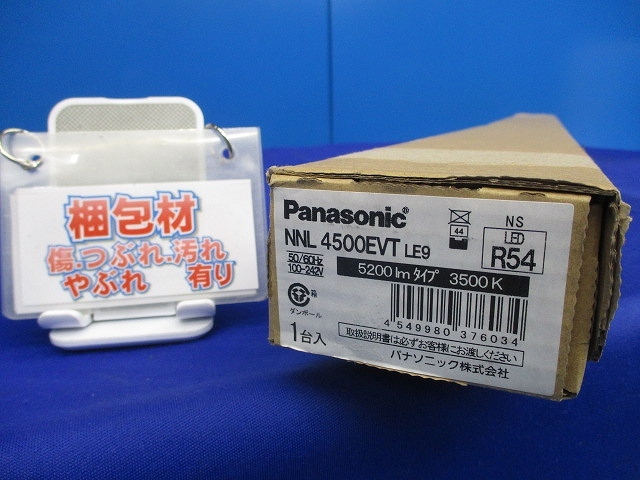 梱包材
傷.つぶれ.汚れ
やぶれ 有り
Panasonic®
NNL 4500EVT LE9
50/60Hz
100-242V
5200 lm タイプ 3500K
44
NS
LED
R54
箱
ダンボール
1台入
4 549980 376034
取扱説明書は必ずお客様にお渡しください
パナソニック株式会社